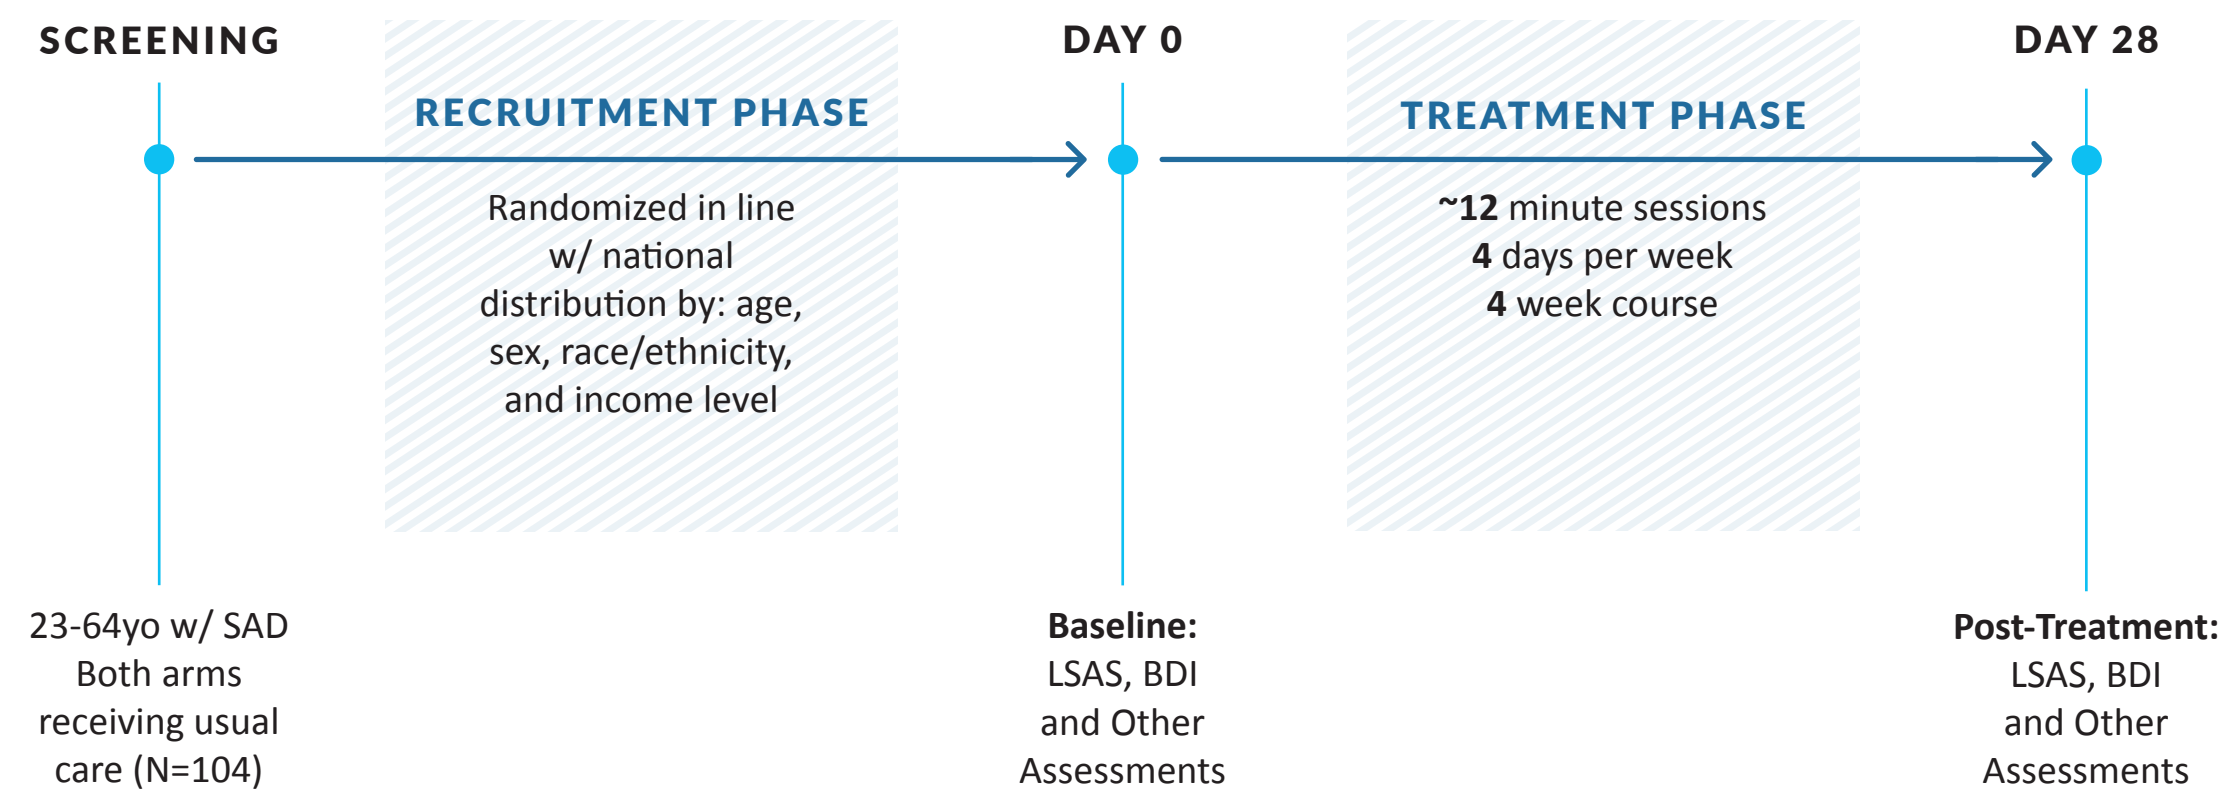 SCREENING
RECRUITMENT PHASE
Randomized in line
w/ national
distribution by: age,
sex, race/ethnicity,
and income level
DAY 0
TREATMENT PHASE
~12 minute sessions
4 days per week
4 week course
DAY 28
23-64yo w/ SAD
Both arms
receiving usual
care (N=104)
Baseline:
LSAS, BDI
and Other
Assessments
Post-Treatment:
LSAS, BDI
and Other
Assessments